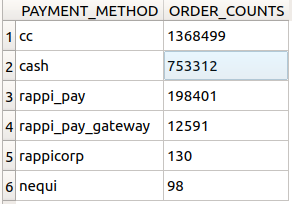 PAYMENT_METHOD ORDER_COUNTS
1 cc 1368499
2 cash 753312
3 rappi_pay 198401
4 rappi_pay_gateway 12591
5 rappicorp 130
6 nequi 98